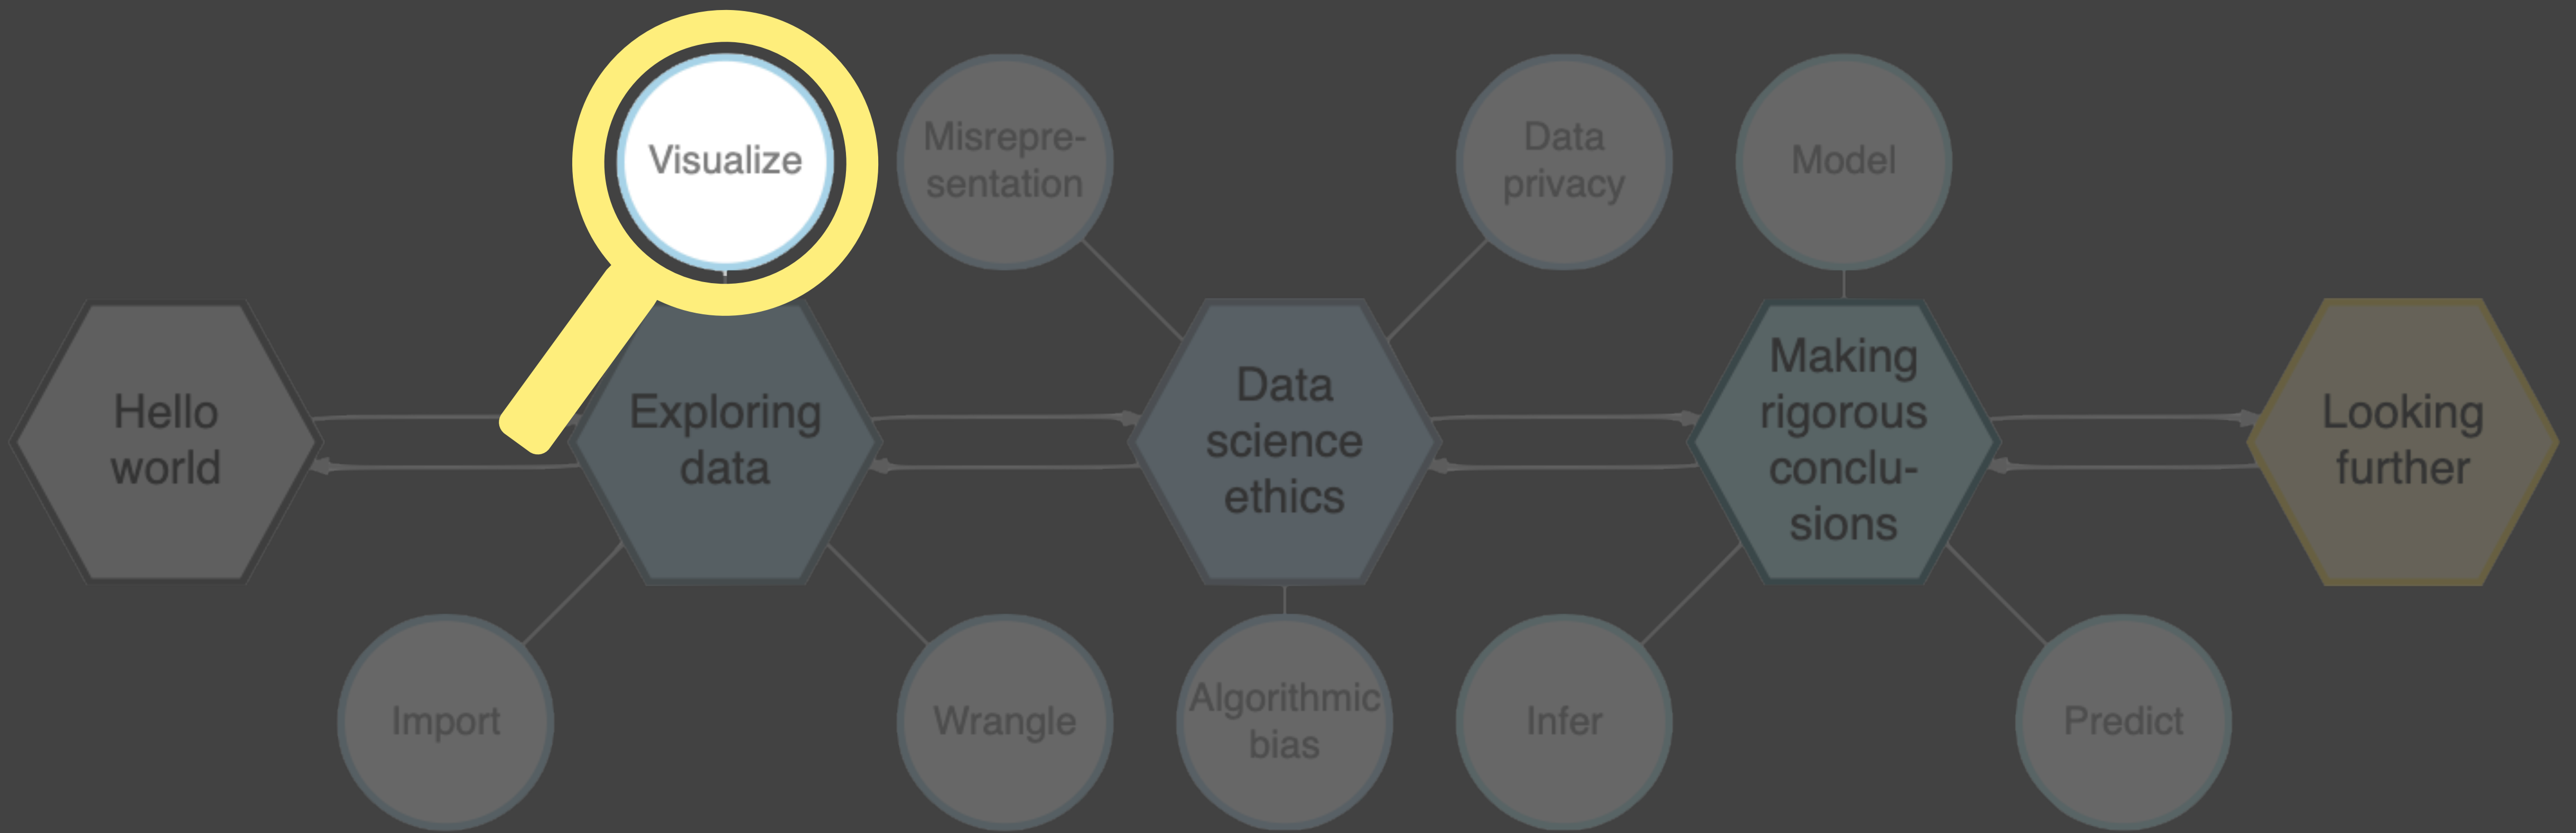 Visualize
Misrepre-
sentation
Data
privacy
Model
Hello
world
Exploring
data
Data
science
ethics
Making
rigorous
conclu-
sions
Looking
further
Import
Wrangle
Algorithmic
bias
Infer
Predict